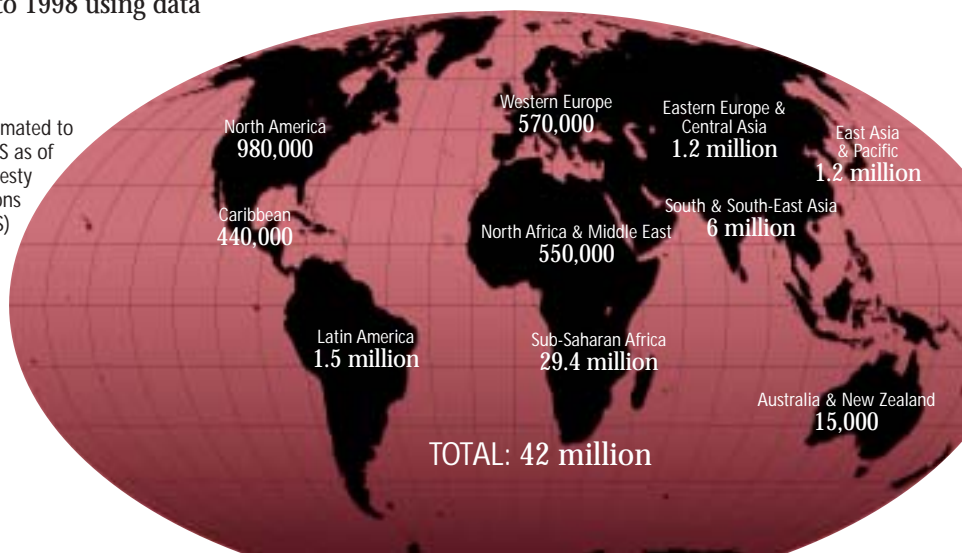 to 1998 using data
mated to
S as of
esty
ons
S)
North America
980,000
Western Europe
570,000
Eastern Europe &
Central Asia
1.2 million
East Asia
& Pacific
1.2 million
Caribbean
440,000
North Africa & Middle East
550,000
South & South-East Asia
6 million
Latin America
1.5 million
Sub-Saharan Africa
29.4 million
Australia & New Zealand
15,000
TOTAL: 42 million